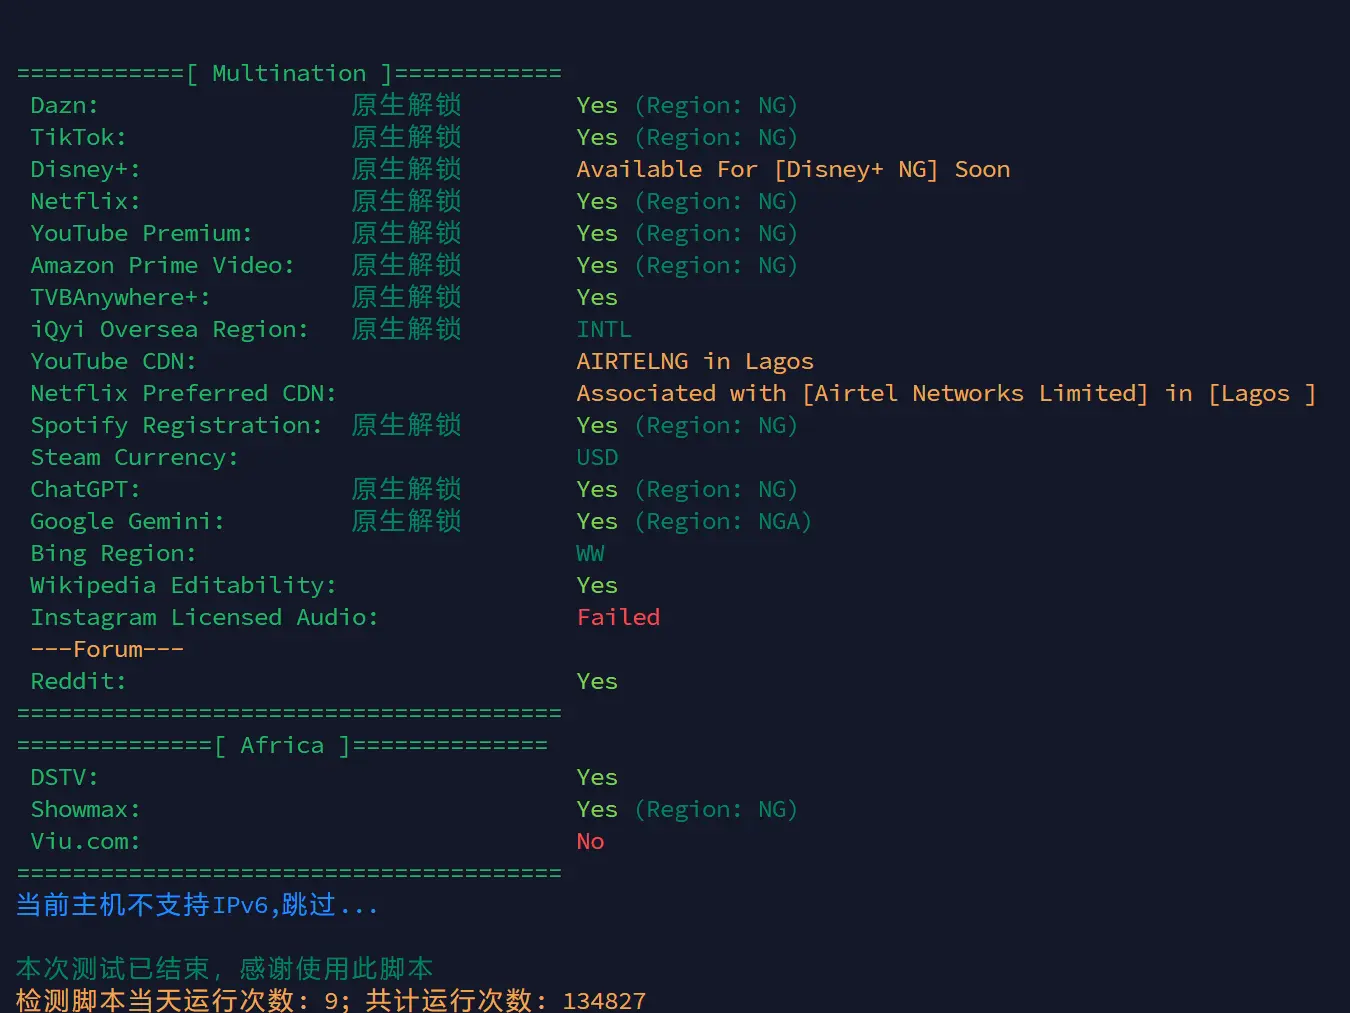 ============[ Multination ]============
Dazn: 原生解锁 Yes (Region: NG)
TikTok: 原生解锁 Yes (Region: NG)
Disney+: 原生解锁 Available For [Disney+ NG] Soon
Netflix: 原生解锁 Yes (Region: NG)
YouTube Premium: 原生解锁 Yes (Region: NG)
Amazon Prime Video: 原生解锁 Yes (Region: NG)
TVBAnywhere+: 原生解锁 Yes
iQyi Oversea Region: 原生解锁 INTL
YouTube CDN: AIRTELNG in Lagos
Netflix Preferred CDN: Associated with [Airtel Networks Limited] in [Lagos ]
Spotify Registration: 原生解锁 Yes (Region: NG)
Steam Currency: USD
ChatGPT: 原生解锁 Yes (Region: NG)
Google Gemini: 原生解锁 Yes (Region: NGA)
Bing Region: WW
Wikipedia Editability: Yes
Instagram Licensed Audio: Failed
---Forum---
Reddit: Yes
=======================================
==============[ Africa ]==============
DSTV: Yes
Showmax: Yes (Region: NG)
Viu.com: No
=======================================
当前主机不支持IPv6,跳过...
本次测试已结束，感谢使用此脚本
检测脚本当天运行次数: 9; 共计运行次数: 134827